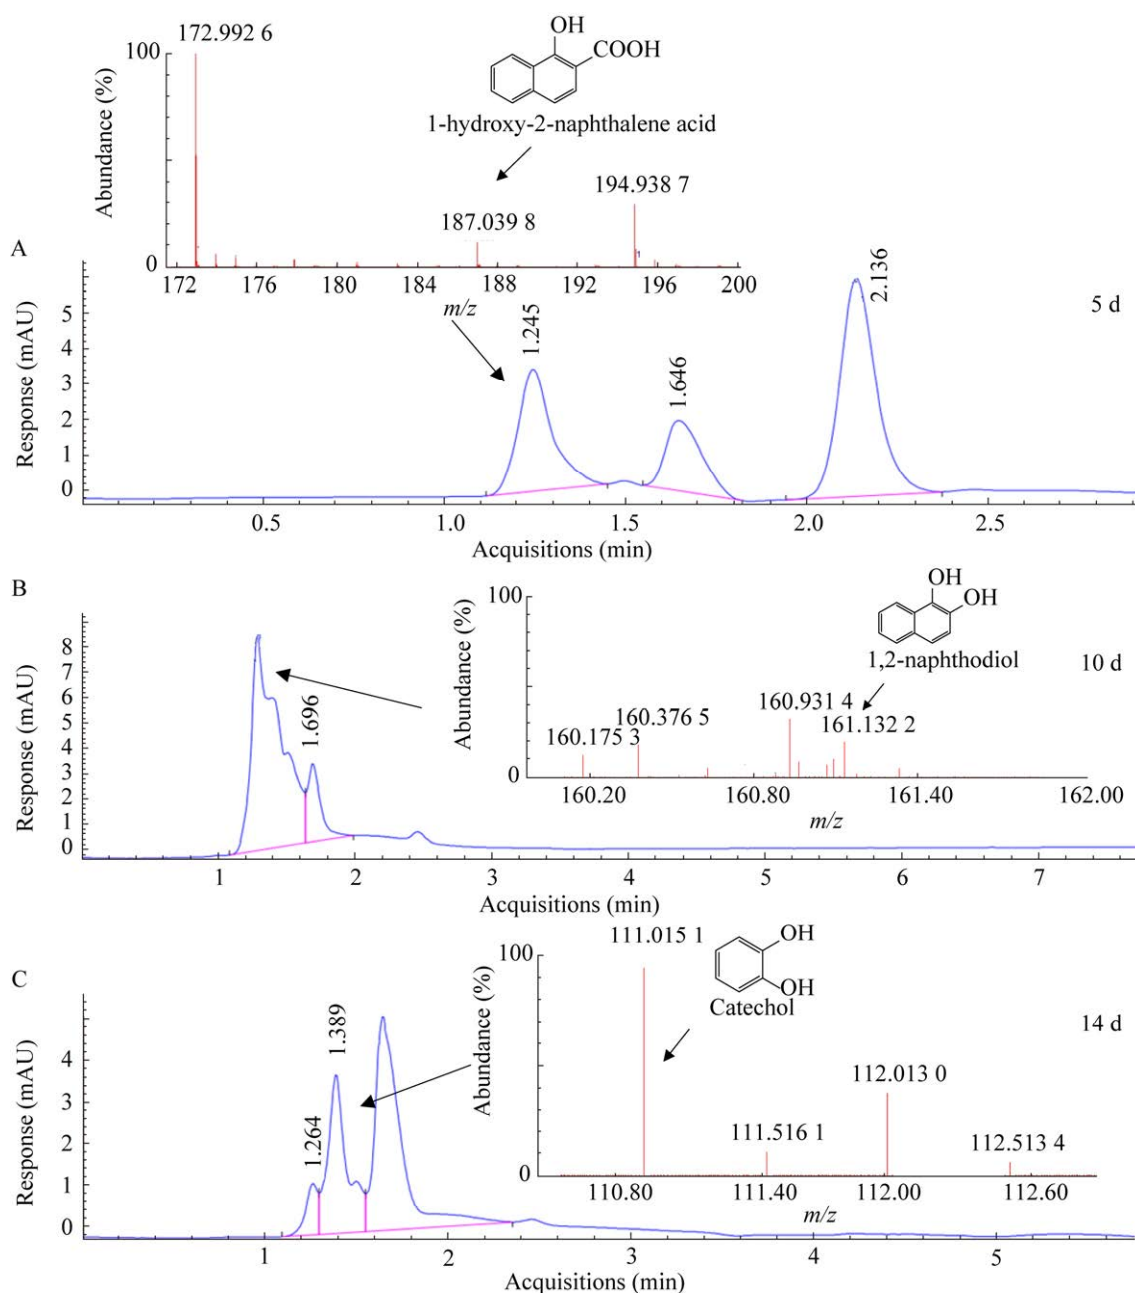 172.992 6
OH
COOH
100
50
0
Abundance (%)
1-hydroxy-2-naphthalene acid
187.039 8
194.938 7
172 176 180 184 188 192 196 200
m/z
A
5 d
1.245
1.646
2.136
5
4
3
2
1
0
Response (mAU)
0.5 1.0 1.5 2.0 2.5
Acquisitions (min)
B
10 d
OH
OH
1,2-naphthodiol
100
50
0
Abundance (%)
160.175 3
160.376 5
160.931 4
161.132 2
160.20 160.80 161.40 162.00
m/z
1.696
8
7
6
5
4
3
2
1
0
Response (mAU)
1 2 3 4 5 6 7
Acquisitions (min)
C
14 d
111.015 1
OH
OH
Catechol
100
50
0
Abundance (%)
111.516 1
112.013 0
112.513 4
110.80 111.40 112.00 112.60
m/z
1.264
1.389
4
3
2
1
0
Response (mAU)
1 2 3 4 5
Acquisitions (min)